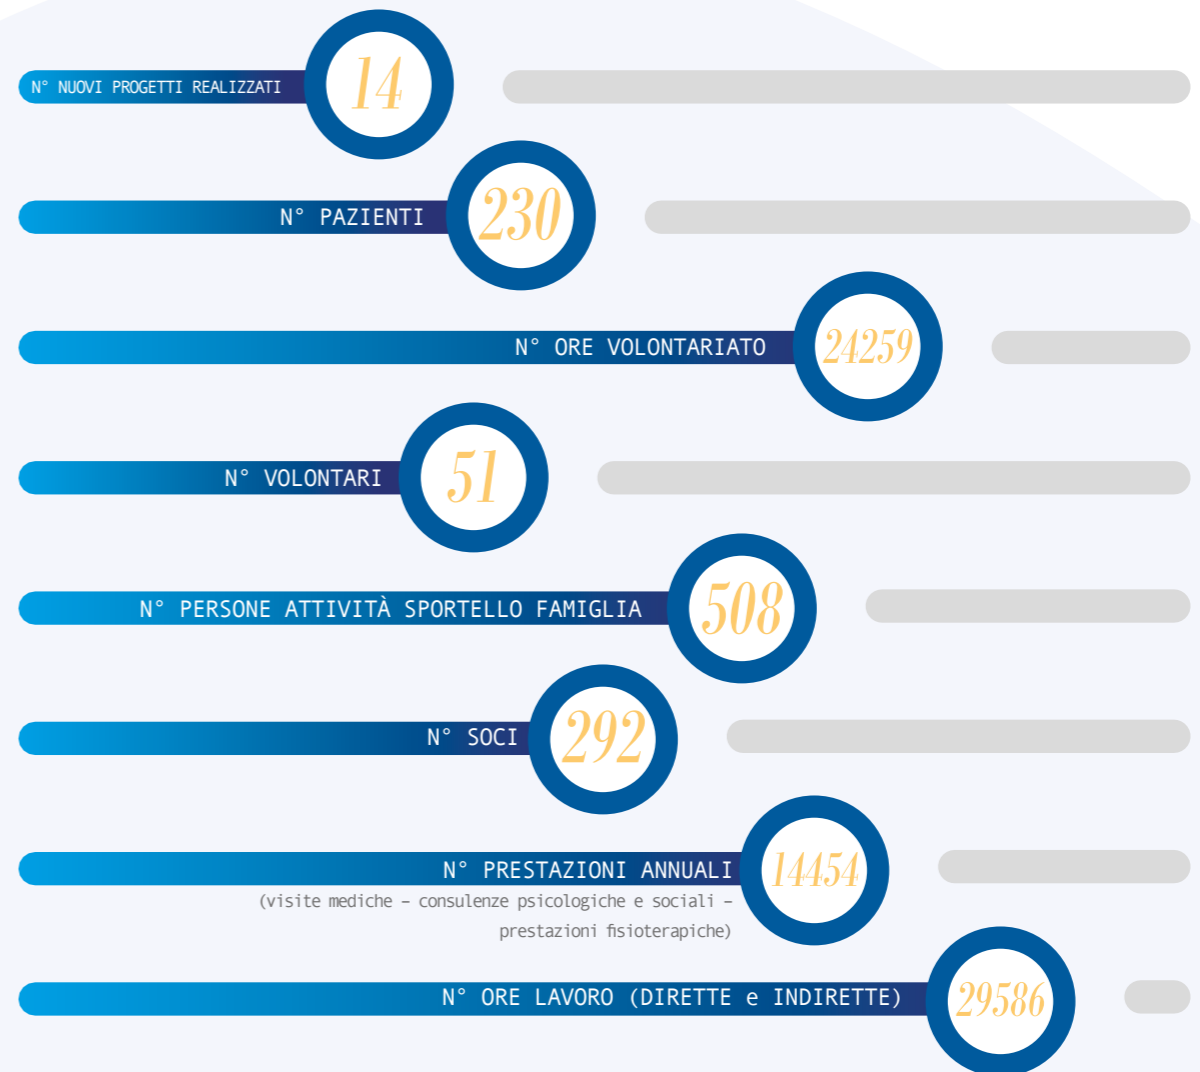 N° NUOVI PROGETTI REALIZZATI 14
N° PAZIENTI 230
N° ORE VOLONTARIATO 24259
N° VOLONTARI 51
N° PERSONE ATTIVITÀ SPORTELLO FAMIGLIA 508
N° SOCI 292
N° PRESTAZIONI ANNUALI 14454
(visite mediche – consulenze psicologiche e sociali –
prestazioni fisioterapiche)
N° ORE LAVORO (DIRETTE e INDIRETTE) 29586